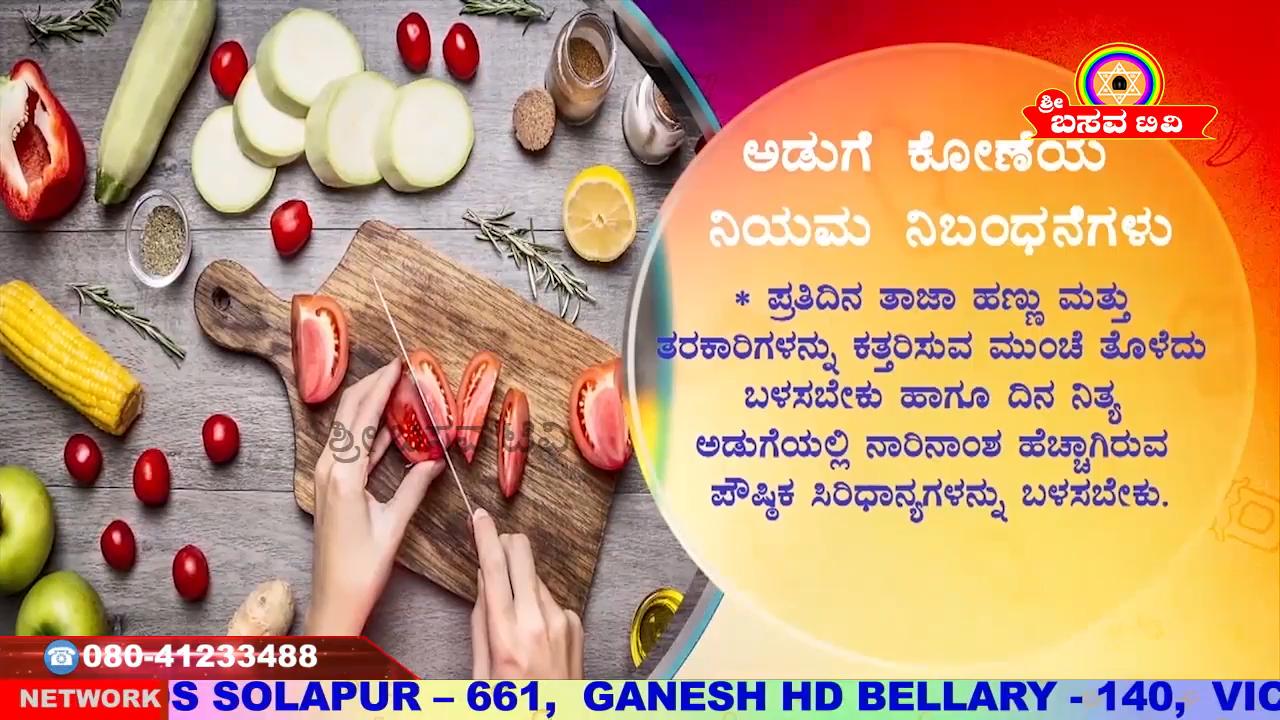 ಶ್ರೀ
ಬಸವ ಟಿವಿ
ಅಡುಗೆ ಕೋಣೆಯ
ನಿಯಮ ನಿಬಂಧನೆಗಳು
* ಪ್ರತಿದಿನ ತಾಜಾ ಹಣ್ಣು ಮತ್ತು
ತರಕಾರಿಗಳನ್ನು ಕತ್ತರಿಸುವ ಮುಂಚೆ ತೊಳೆದು
ಬಳಸಬೇಕು ಹಾಗೂ ದಿನ ನಿತ್ಯ
ಅಡುಗೆಯಲ್ಲಿ ನಾರಿನಾಂಶ ಹೆಚ್ಚಾಗಿರುವ
ಪೌಷ್ಠಿಕ ಸಿರಿಧಾನ್ಯಗಳನ್ನು ಬಳಸಬೇಕು.
ಶ್ರೀ ಬಸವ ಟಿವಿ
080-41233488
NETWORK S SOLAPUR – 661, GANESH HD BELLARY - 140, VIC